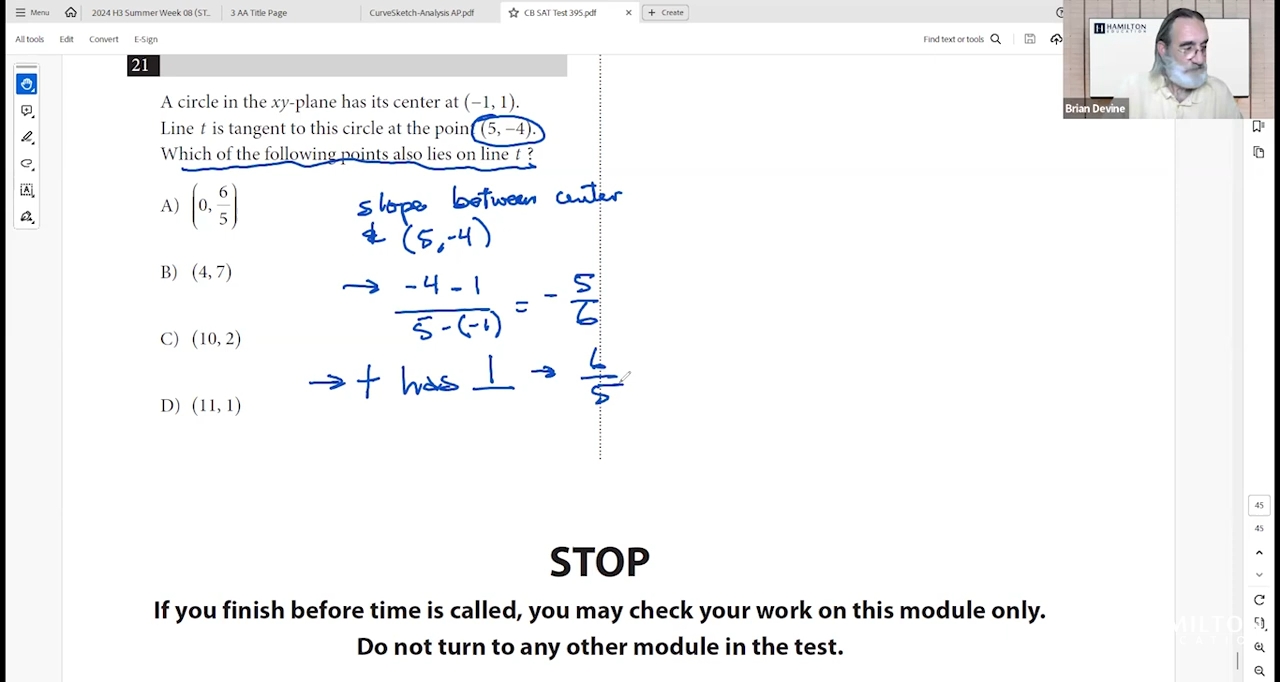 Menu
2024 H3 Summer Week 08 (ST...
3 AA Title Page
CurveSketch-Analysis AP.pdf
CB SAT Test 395.pdf
Create
All tools
Edit
Convert
E-Sign
Find text or tools
HAMILTON
EDUCATION
Brian Devine
21
A circle in the xy-plane has its center at (−1, 1).
Line t is tangent to this circle at the point (5, −4).
Which of the following points also lies on line t ?
A) (0, 6/5)
B) (4, 7)
C) (10, 2)
D) (11, 1)
slope between center
& (5, -4)
→ (-4 - 1)/(5 - (-1)) = - 5/6
→ t has ⊥ → 6/5
STOP
If you finish before time is called, you may check your work on this module only.
Do not turn to any other module in the test.
45
45